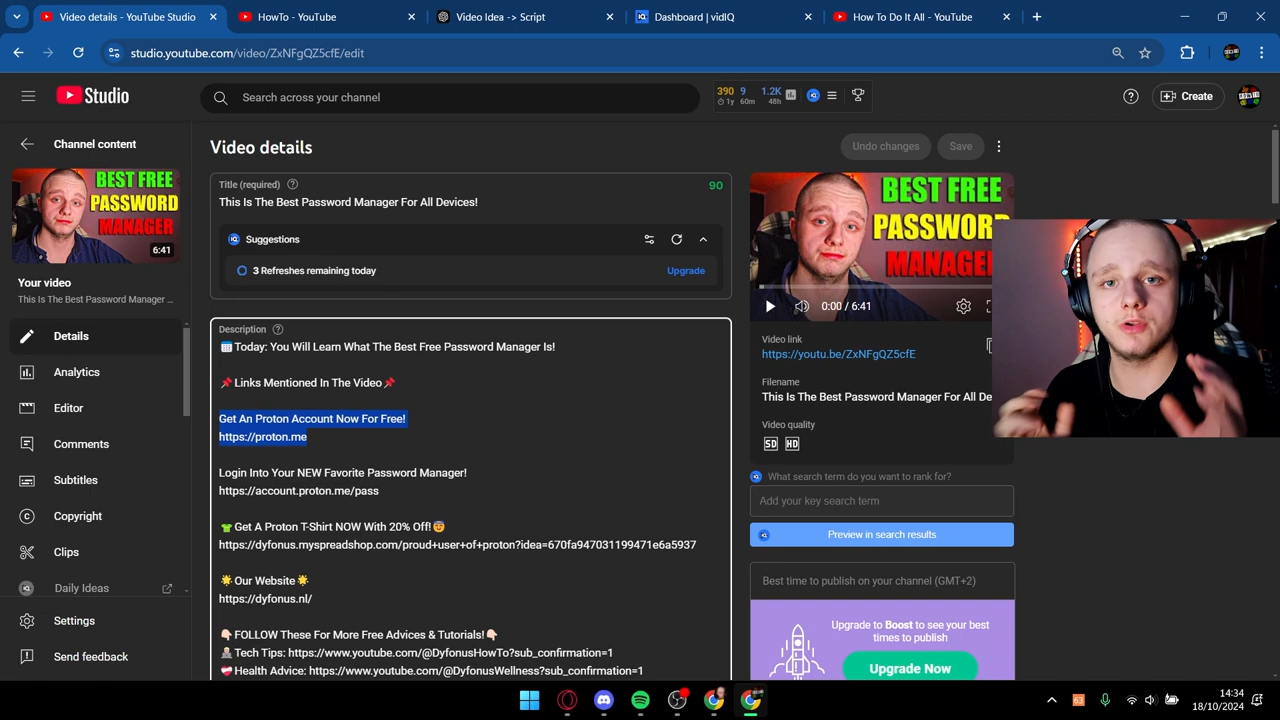 Video details - YouTube Studio
HowTo - YouTube
Video Idea -> Script
Dashboard | vidIQ
How To Do It All - YouTube
studio.youtube.com/video/ZxNFgQZ5cfE/edit
Studio
Search across your channel
390
1y
9
60m
1.2K
48h
Create
Channel content
BEST FREE
PASSWORD
MANAGER
6:41
Your video
This Is The Best Password Manager ...
Details
Analytics
Editor
Comments
Subtitles
Copyright
Clips
Daily Ideas
Settings
Send feedback
Video details
Undo changes
Save
Title (required)
90
This Is The Best Password Manager For All Devices!
Suggestions
3 Refreshes remaining today
Upgrade
Description
🗓️Today: You Will Learn What The Best Free Password Manager Is!
📌Links Mentioned In The Video📌
Get An Proton Account Now For Free!
https://proton.me
Login Into Your NEW Favorite Password Manager!
https://account.proton.me/pass
👕Get A Proton T-Shirt NOW With 20% Off!🤯
https://dyfonus.myspreadshop.com/proud+user+of+proton?idea=670fa947031199471e6a5937
🌟Our Website🌟
https://dyfonus.nl/
👇🏻FOLLOW These For More Free Advices & Tutorials!👇🏻
Tech Tips: https://www.youtube.com/@DyfonusHowTo?sub_confirmation=1
❤️‍🩹Health Advice: https://www.youtube.com/@DyfonusWellness?sub_confirmation=1
BEST FREE
PASSWORD
MANAGER
0:00 / 6:41
Video link
https://youtu.be/ZxNFgQZ5cfE
Filename
This Is The Best Password Manager For All De
Video quality
SD HD
What search term do you want to rank for?
Add your key search term
Preview in search results
Best time to publish on your channel (GMT+2)
Upgrade to Boost to see your best
times to publish
Upgrade Now
63
14:34
18/10/2024